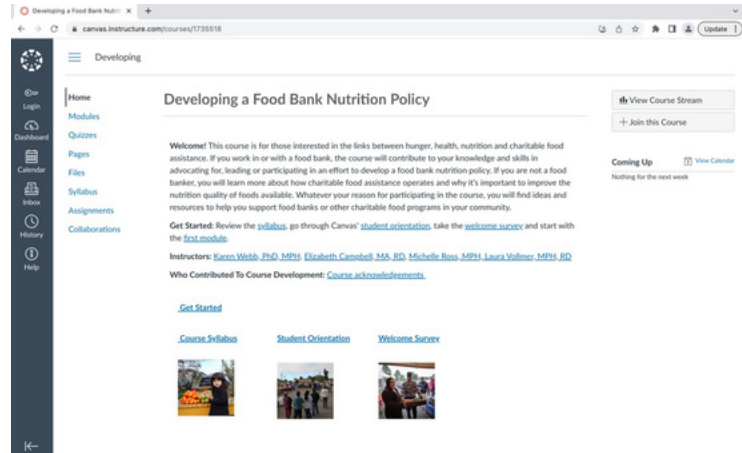 Developing a Food Bank Nutri
canvas.instructure.com/courses/1735518
Update
Developing
Login
Dashboard
Calendar
Inbox
History
Help
Home
Modules
Quizzes
Pages
Files
Syllabus
Assignments
Collaborations
Developing a Food Bank Nutrition Policy
Welcome! This course is for those interested in the links between hunger, health, nutrition and charitable food
assistance. If you work in or with a food bank, the course will contribute to your knowledge and skills in
advocating for, leading or participating in an effort to develop a food bank nutrition policy. If you are not a food
banker, you will learn more about how charitable food assistance operates and why it's important to improve the
nutrition quality of foods available. Whatever your reason for participating in the course, you will find ideas and
resources to help you support food banks or other charitable food programs in your community.
Get Started: Review the syllabus, go through Canvas' student orientation, take the welcome survey and start with
the first module.
Instructors: Karen Webb, PhD, MPH, Elizabeth Campbell, MA, RD, Michelle Ross, MPH, Laura Vollmer, MPH, RD
Who Contributed To Course Development: Course acknowledgements.
Get Started
Course Syllabus
Student Orientation
Welcome Survey
View Course Stream
+ Join this Course
Coming Up
View Calendar
Nothing for the next week